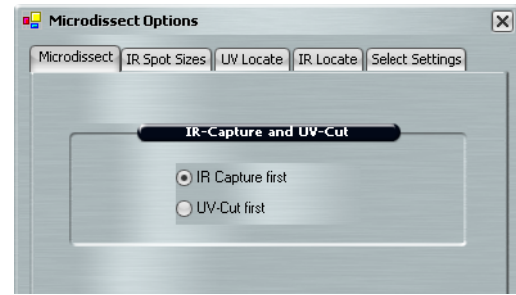 Microdissect Options
Microdissect IR Spot Sizes UV Locate IR Locate Select Settings
IR-Capture and UV-Cut
IR Capture first
UV-Cut first